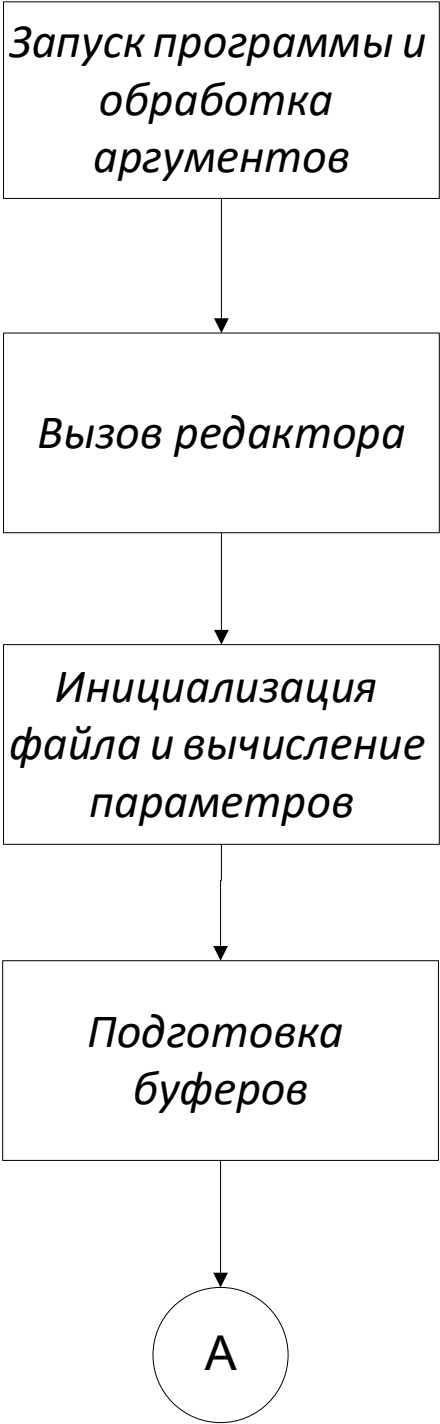 Запуск программы и
обработка
аргументов
Вызов редактора
Инициализация
файла и вычисление
параметров
Подготовка
буферов
А